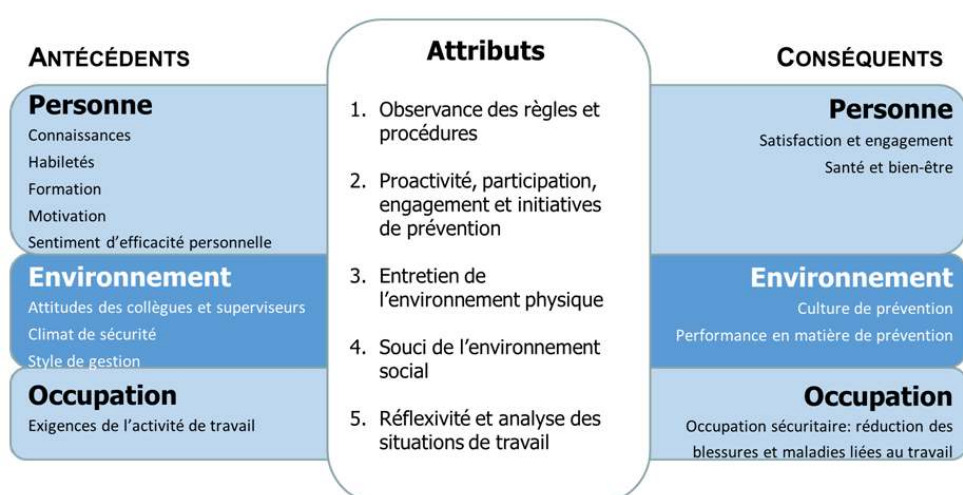 ANTÉCÉDENTS
Personne
Connaissances
Habiletés
Formation
Motivation
Sentiment d’efficacité personnelle
Environnement
Attitudes des collègues et superviseurs
Climat de sécurité
Style de gestion
Occupation
Exigences de l’activité de travail
Attributs
1. Observance des règles et
procédures
2. Proactivité, participation,
engagement et initiatives
de prévention
3. Entretien de
l’environnement physique
4. Souci de l’environnement
social
5. Réflexivité et analyse des
situations de travail
CONSÉQUENTS
Personne
Satisfaction et engagement
Santé et bien-être
Environnement
Culture de prévention
Performance en matière de prévention
Occupation
Occupation sécuritaire: réduction des
blessures et maladies liées au travail